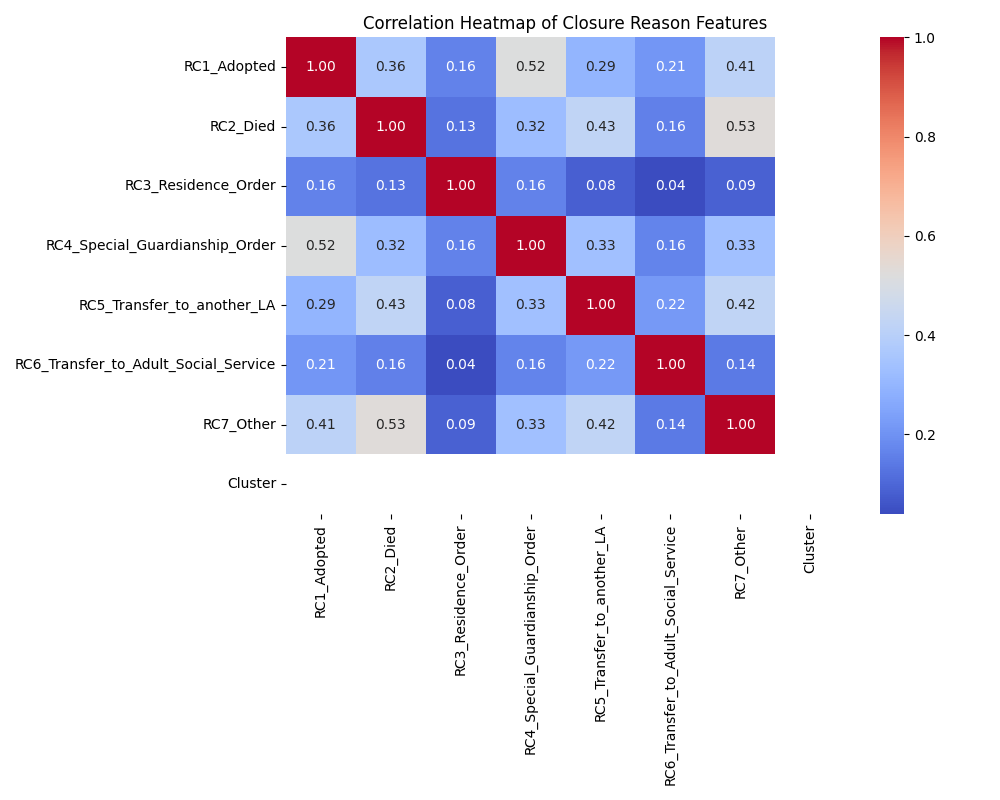 Correlation Heatmap of Closure Reason Features
RC1_Adopted
1.00 0.36 0.16 0.52 0.29 0.21 0.41
RC2_Died
0.36 1.00 0.13 0.32 0.43 0.16 0.53
RC3_Residence_Order
0.16 0.13 1.00 0.16 0.08 0.04 0.09
RC4_Special_Guardianship_Order
0.52 0.32 0.16 1.00 0.33 0.16 0.33
RC5_Transfer_to_another_LA
0.29 0.43 0.08 0.33 1.00 0.22 0.42
RC6_Transfer_to_Adult_Social_Service
0.21 0.16 0.04 0.16 0.22 1.00 0.14
RC7_Other
0.41 0.53 0.09 0.33 0.42 0.14 1.00
Cluster
RC1_Adopted
RC2_Died
RC3_Residence_Order
RC4_Special_Guardianship_Order
RC5_Transfer_to_another_LA
RC6_Transfer_to_Adult_Social_Service
RC7_Other
Cluster
1.0
0.8
0.6
0.4
0.2